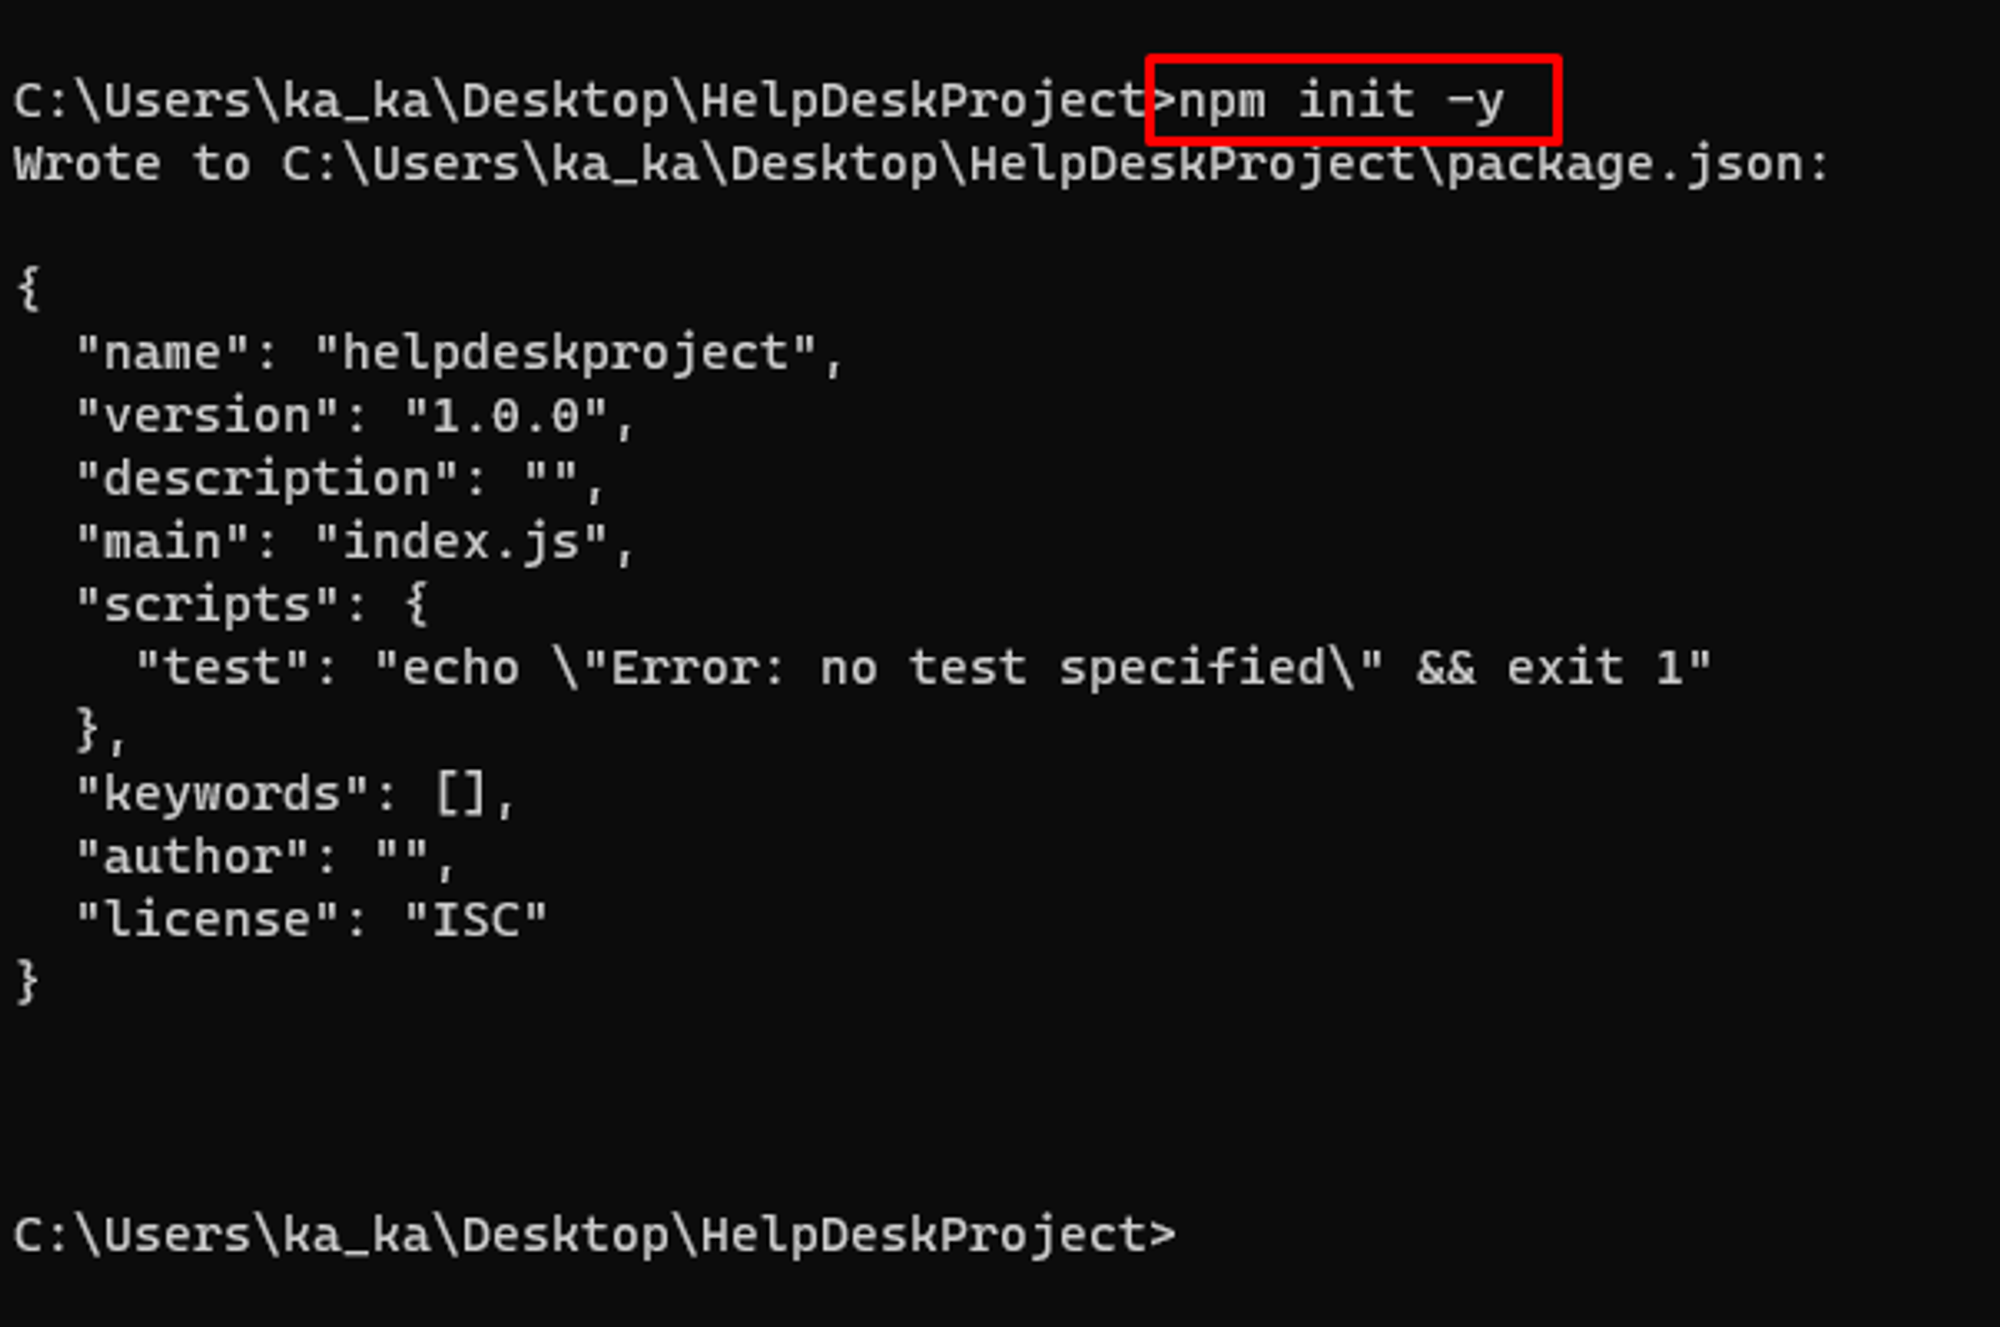 C:\Users\ka_ka\Desktop\HelpDeskProject>npm init -y
Wrote to C:\Users\ka_ka\Desktop\HelpDeskProject\package.json:
{
  "name": "helpdeskproject",
  "version": "1.0.0",
  "description": "",
  "main": "index.js",
  "scripts": {
    "test": "echo \"Error: no test specified\" && exit 1"
  },
  "keywords": [],
  "author": "",
  "license": "ISC"
}
C:\Users\ka_ka\Desktop\HelpDeskProject>